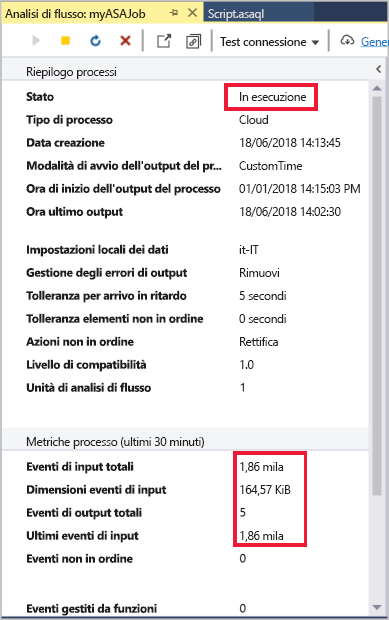 Analisi di flusso: myASAJob
Script.asaql
Test connessione
Gener
Riepilogo processi
Stato In esecuzione
Tipo di processo Cloud
Data creazione 18/06/2018 14:13:45
Modalità di avvio dell'output del pr... CustomTime
Ora di inizio dell'output del processo 01/01/2018 14:15:03 PM
Ora ultimo output 18/06/2018 14:02:30
Impostazioni locali dei dati it-IT
Gestione degli errori di output Rimuovi
Tolleranza per arrivo in ritardo 5 secondi
Tolleranza elementi non in ordine 0 secondi
Azioni non in ordine Rettifica
Livello di compatibilità 1.0
Unità di analisi di flusso 1
Metriche processo (ultimi 30 minuti)
Eventi di input totali 1,86 mila
Dimensioni eventi di input 164,57 KiB
Eventi di output totali 5
Ultimi eventi di input 1,86 mila
Eventi non in ordine 0
Eventi gestiti da funzioni 0